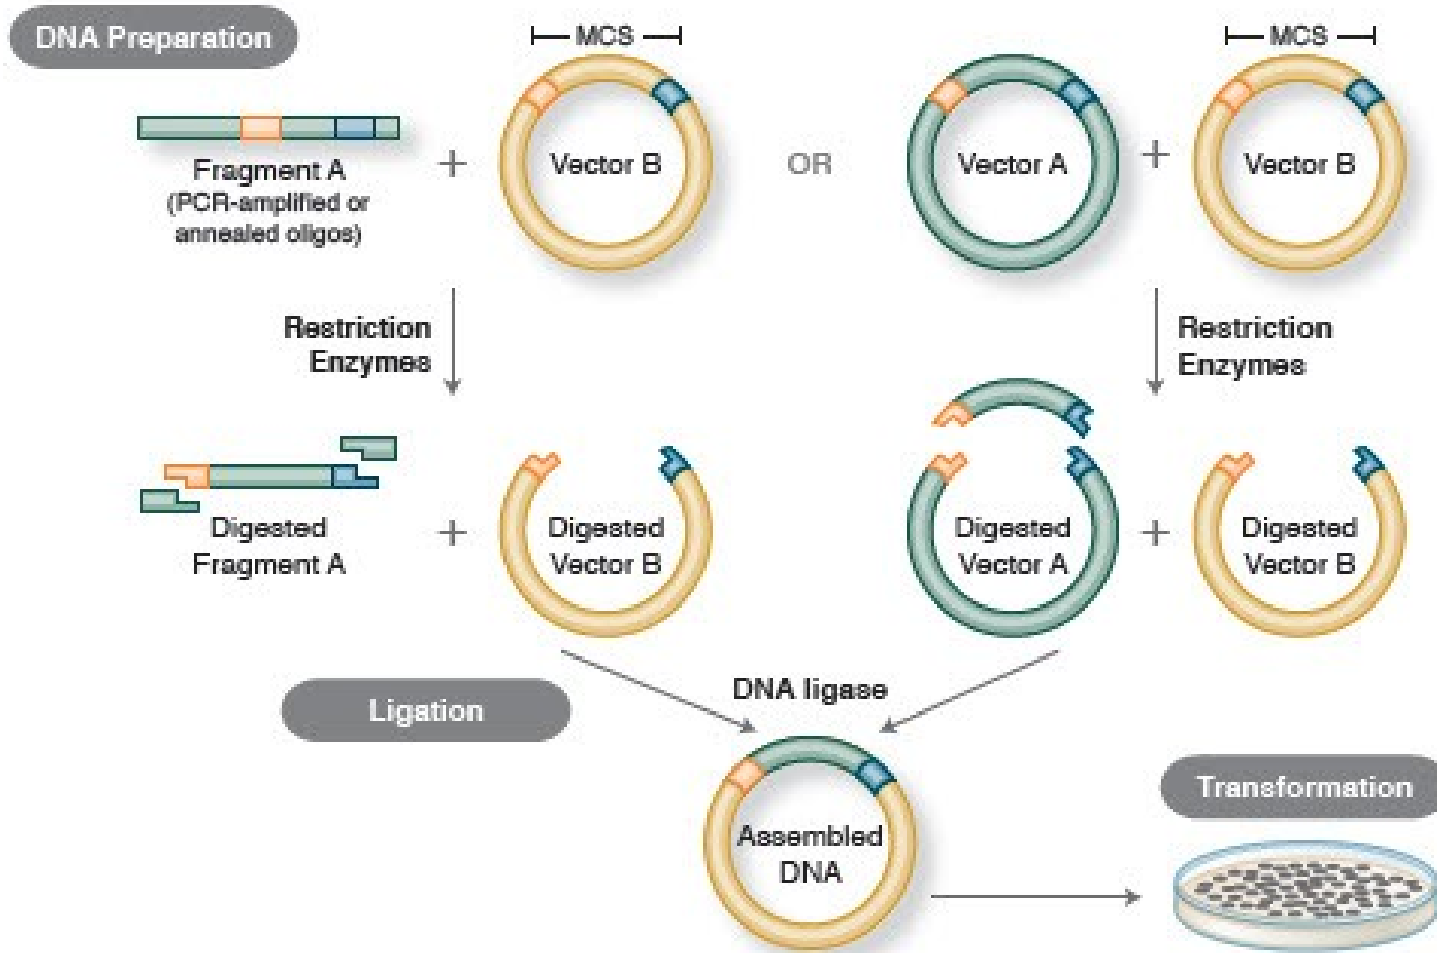 DNA Preparation
MCS
MCS
Vector B
OR
Vector A
Vector B
Fragment A
(PCR-amplified or
annealed oligos)
Restriction
Enzymes
Restriction
Enzymes
Digested
Fragment A
Digested
Vector B
Digested
Vector A
Digested
Vector B
DNA ligase
Ligation
Transformation
Assembled
DNA